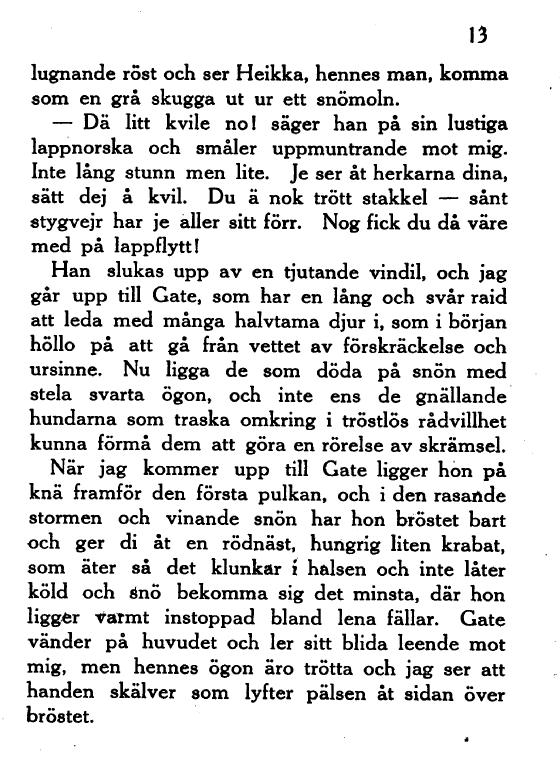 13
lugnande röst och ser Heikka, hennes man, komma
som en grå skugga ut ur ett snömoln.
— Dä litt kvile no! säger han på sin lustiga
lappnorska och småler uppmuntrande mot mig.
Inte lång stunn men lite. Je ser åt herkarna dina,
sätt dej å kvil. Du ä nok trött stakkel — sånt
stygvejr har je aller sitt förr. Nog fick du då väre
med på lappflytt!
Han slukas upp av en tjutande vindil, och jag
går upp till Gate, som har en lång och svår raid
att leda med många halvtama djur i, som i början
höllo på att gå från vettet av förskräckelse och
ursinne. Nu ligga de som döda på snön med
stela svarta ögon, och inte ens de gnällande
hundarna som traska omkring i tröstlös rådvillhet
kunna förmå dem att göra en rörelse av skrämsel.
När jag kommer upp till Gate ligger hon på
knä framför den första pulkan, och i den rasande
stormen och vinande snön har hon bröstet bart
och ger di åt en rödnäst, hungrig liten krabat,
som äter så det klunkar i halsen och inte låter
köld och snö bekomma sig det minsta, där hon
ligger varmt instoppad bland lena fällar. Gate
vänder på huvudet och ler sitt blida leende mot
mig, men hennes ögon äro trötta och jag ser att
handen skälver som lyfter pälsen åt sidan över
bröstet.